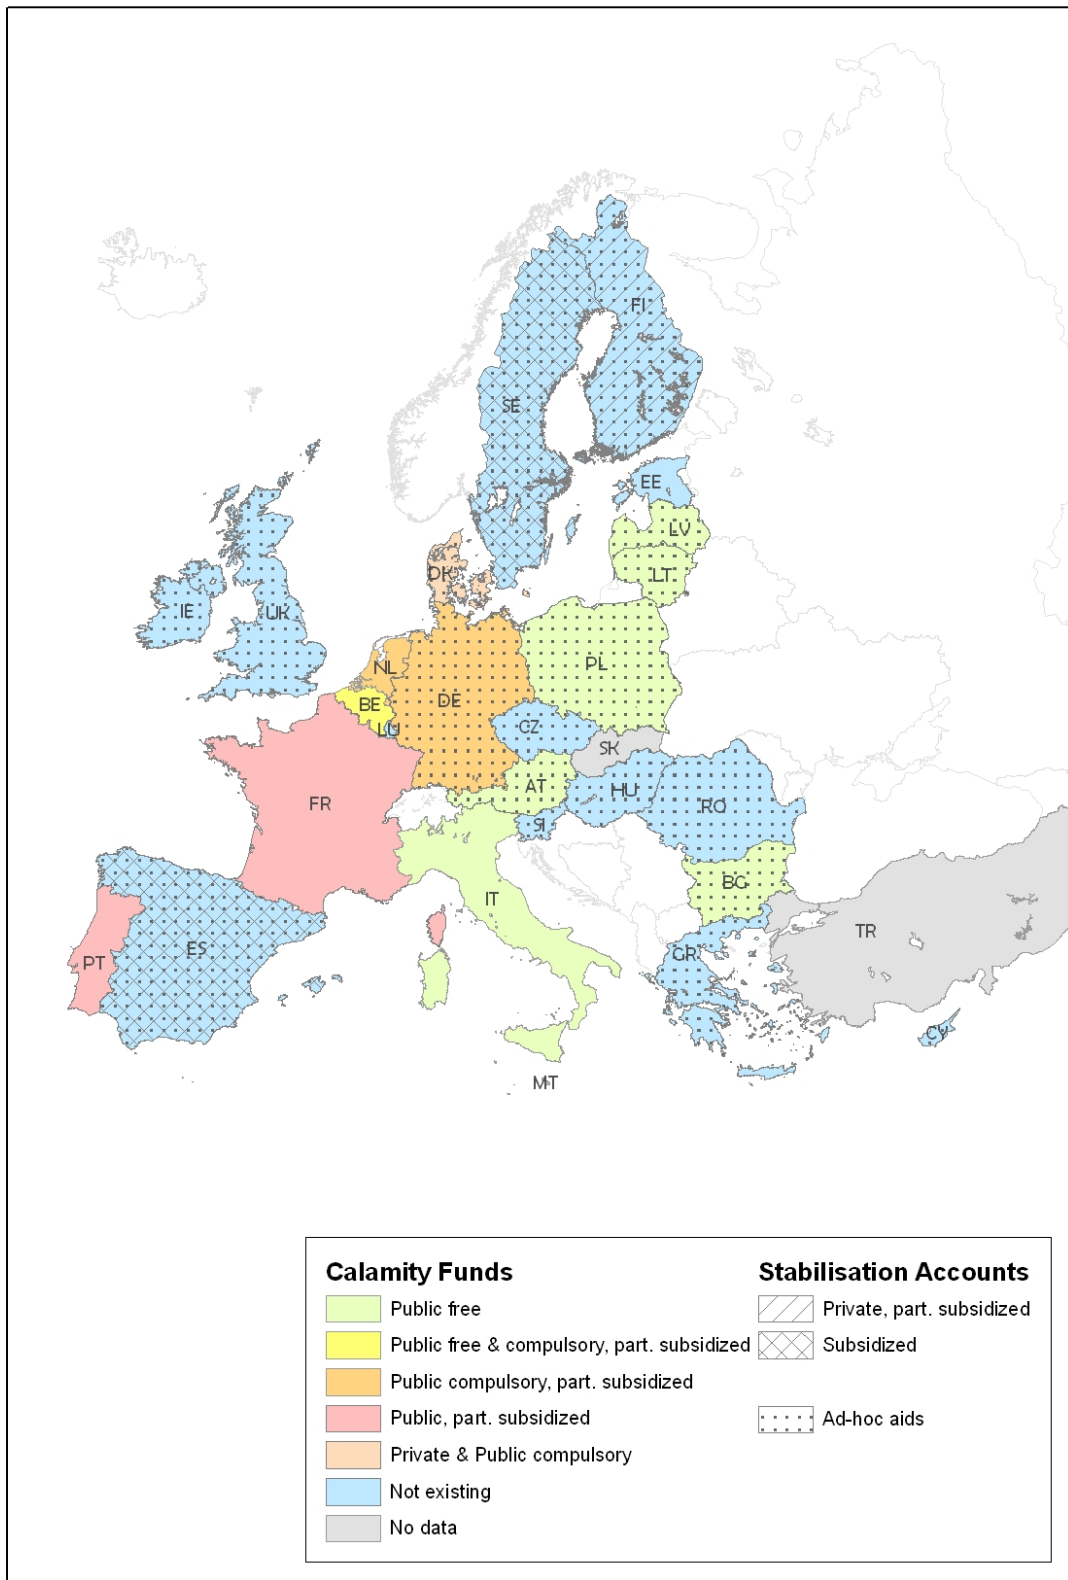 FI
SE
EE
LV
LT
DK
IE
UK
PL
NL
DE
BE
LU
CZ
SK
FR
AT
HU
RO
SI
BG
IT
ES
PT
GR
TR
CY
MT
Calamity Funds
Public free
Public free & compulsory, part. subsidized
Public compulsory, part. subsidized
Public, part. subsidized
Private & Public compulsory
Not existing
No data
Stabilisation Accounts
Private, part. subsidized
Subsidized
Ad-hoc aids